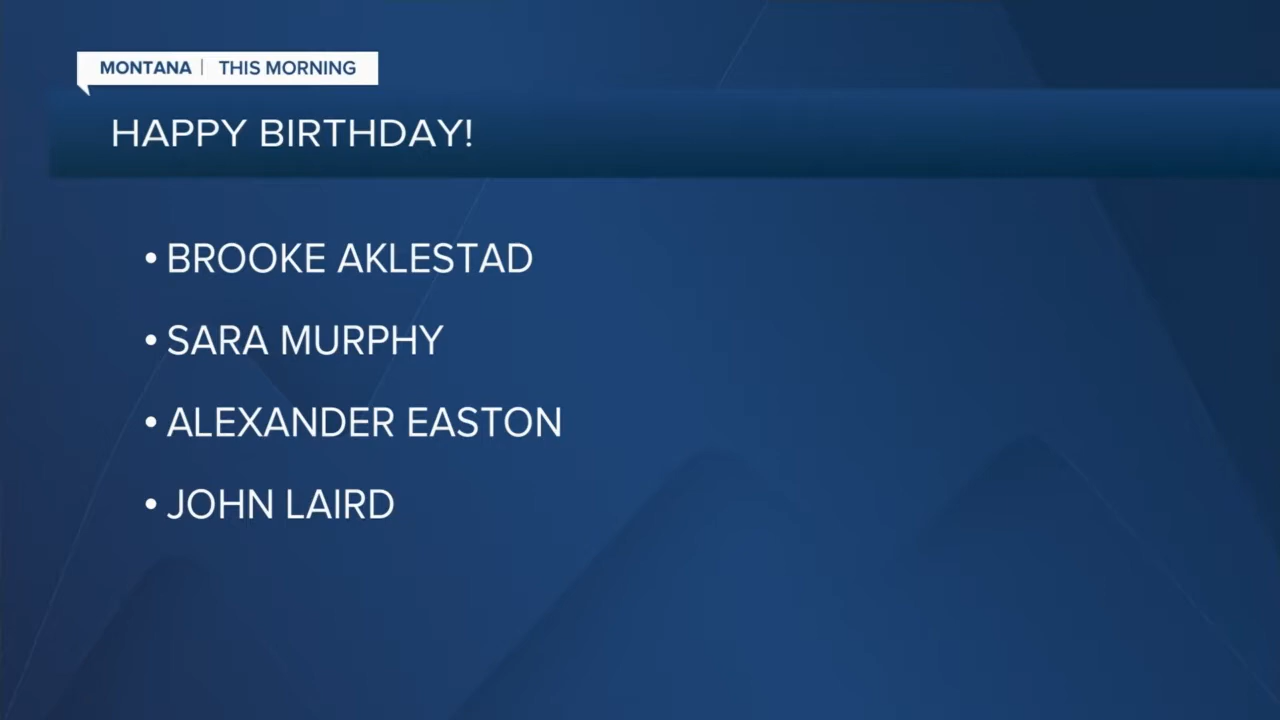 MONTANA | THIS MORNING
HAPPY BIRTHDAY!
• BROOKE AKLESTAD
• SARA MURPHY
• ALEXANDER EASTON
• JOHN LAIRD